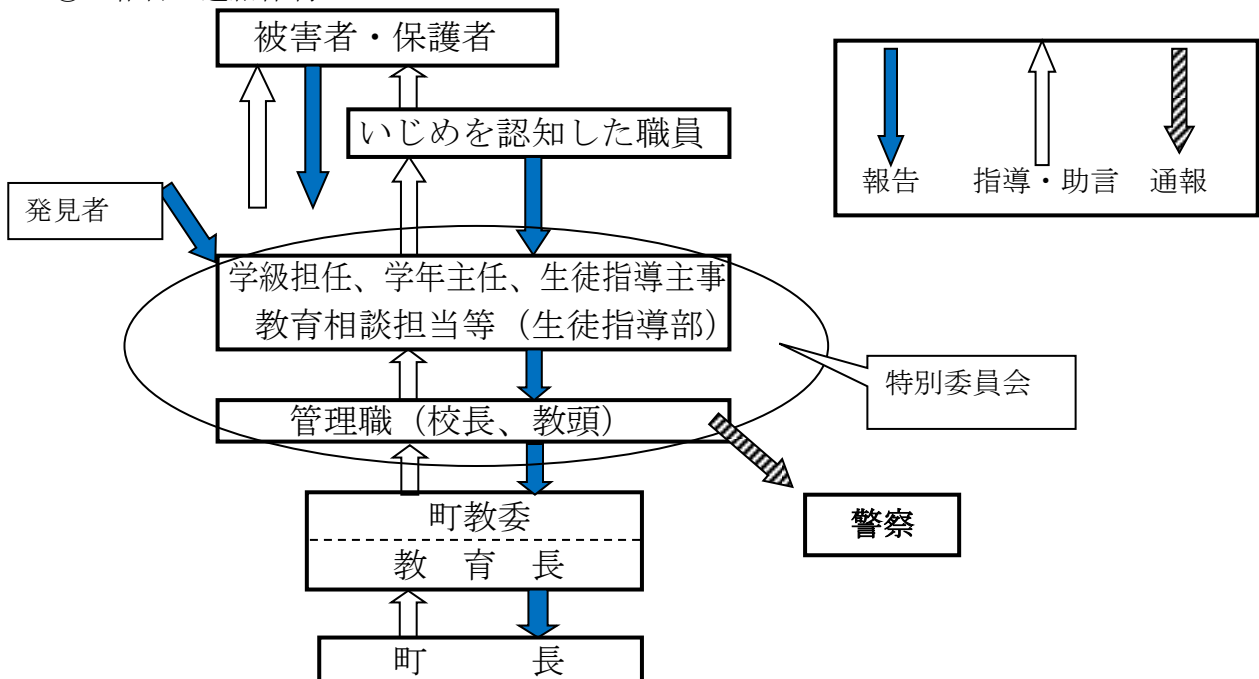 被害者・保護者
いじめを認知した職員
報告
指導・助言
通報
発見者
学級担任、学年主任、生徒指導主事
教育相談担当等（生徒指導部）
特別委員会
管理職（校長、教頭）
町教委
教　育　長
警察
町　　長